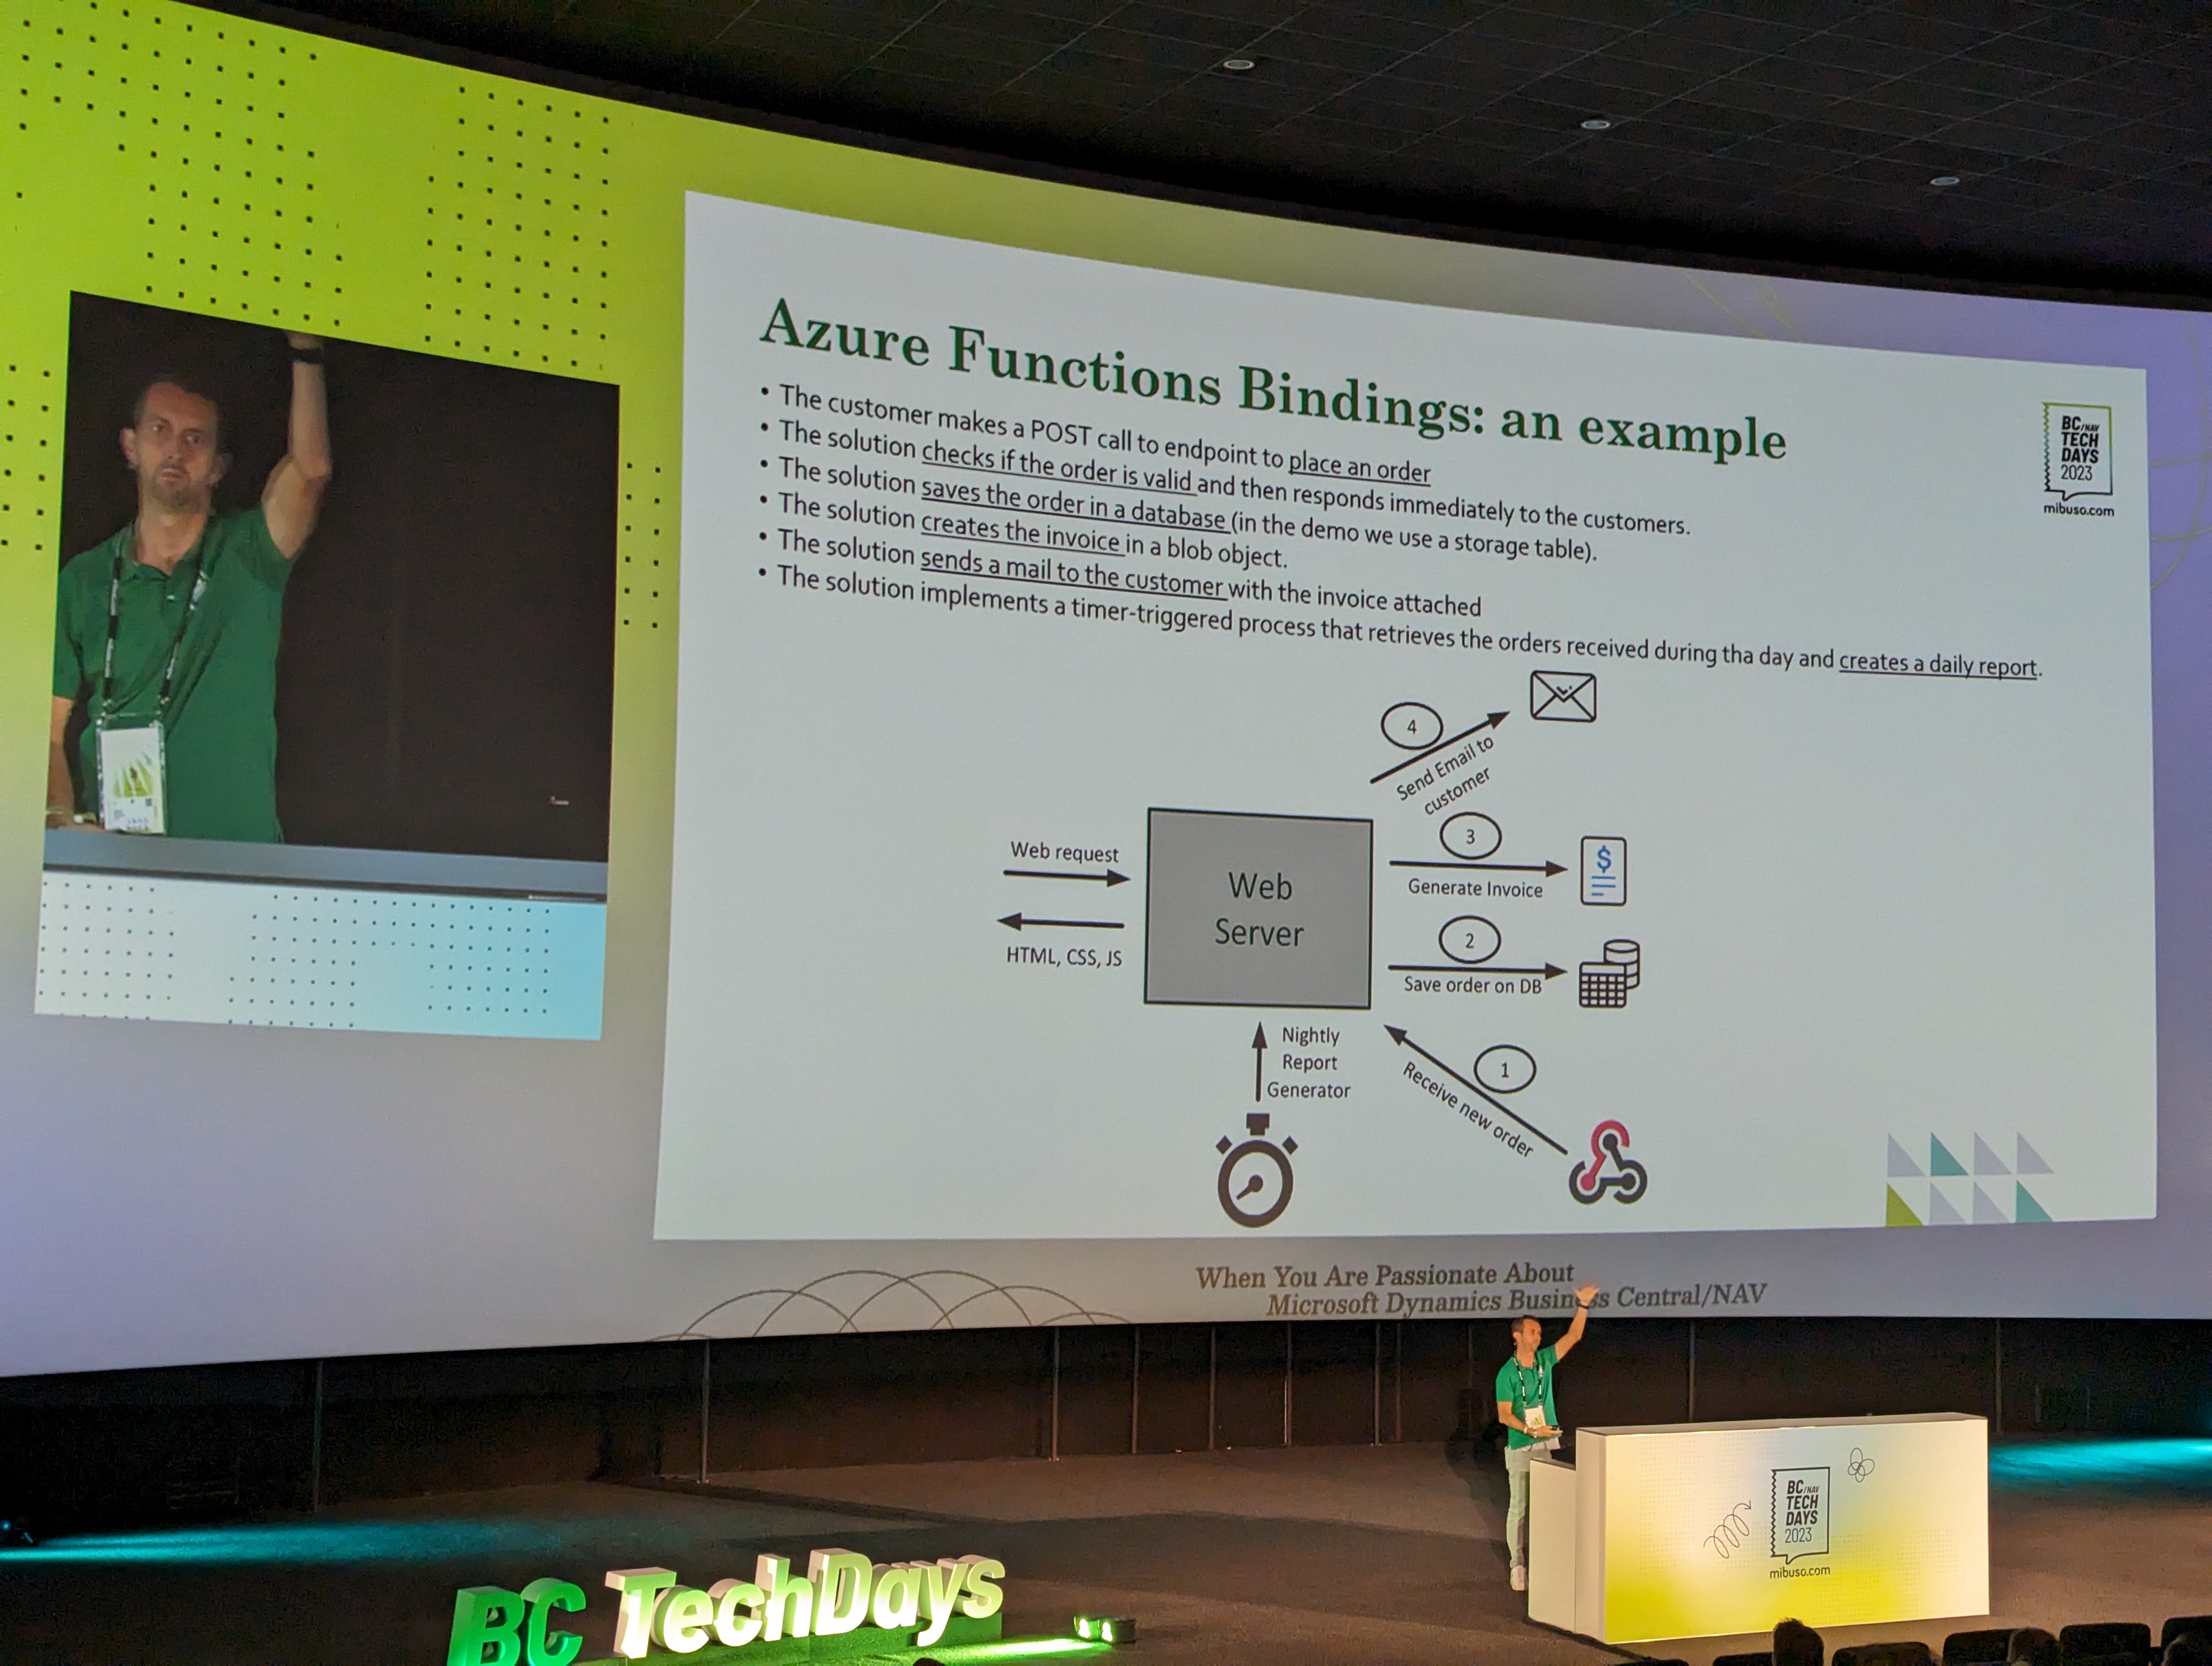 Azure Functions Bindings: an example
• The customer makes a POST call to endpoint to place an order
• The solution checks if the order is valid and then responds immediately to the customers.
• The solution saves the order in a database (in the demo we use a storage table).
• The solution creates the invoice in a blob object.
• The solution sends a mail to the customer with the invoice attached
• The solution implements a timer-triggered process that retrieves the orders received during tha day and creates a daily report.
BC/NAV
TECH
DAYS
2023
mibuso.com
4
Send Email to
customer
3
Generate Invoice
$
2
Save order on DB
1
Receive new order
Web request
HTML, CSS, JS
Web
Server
Nightly
Report
Generator
When You Are Passionate About
Microsoft Dynamics Business Central/NAV
BC/NAV
TECH
DAYS
2023
mibuso.com
BC TechDays